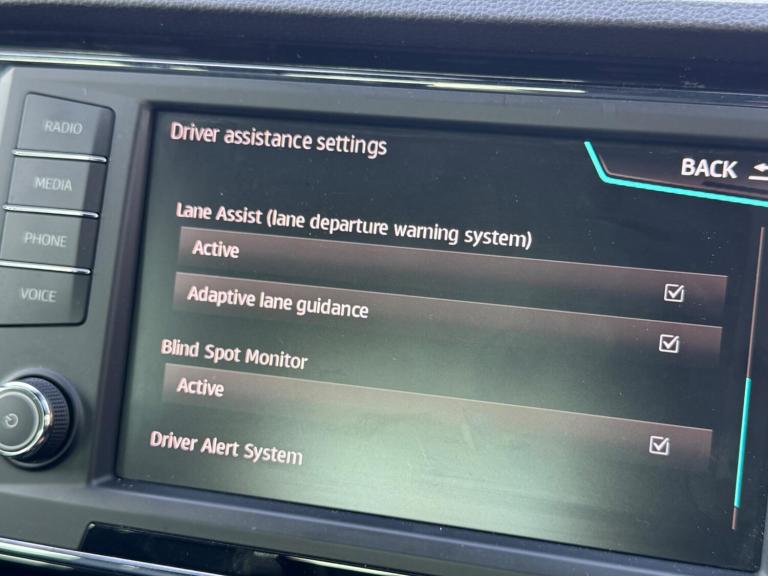 RADIO
MEDIA
PHONE
VOICE
Driver assistance settings
BACK
Lane Assist (lane departure warning system)
Active
Adaptive lane guidance
Blind Spot Monitor
Active
Driver Alert System